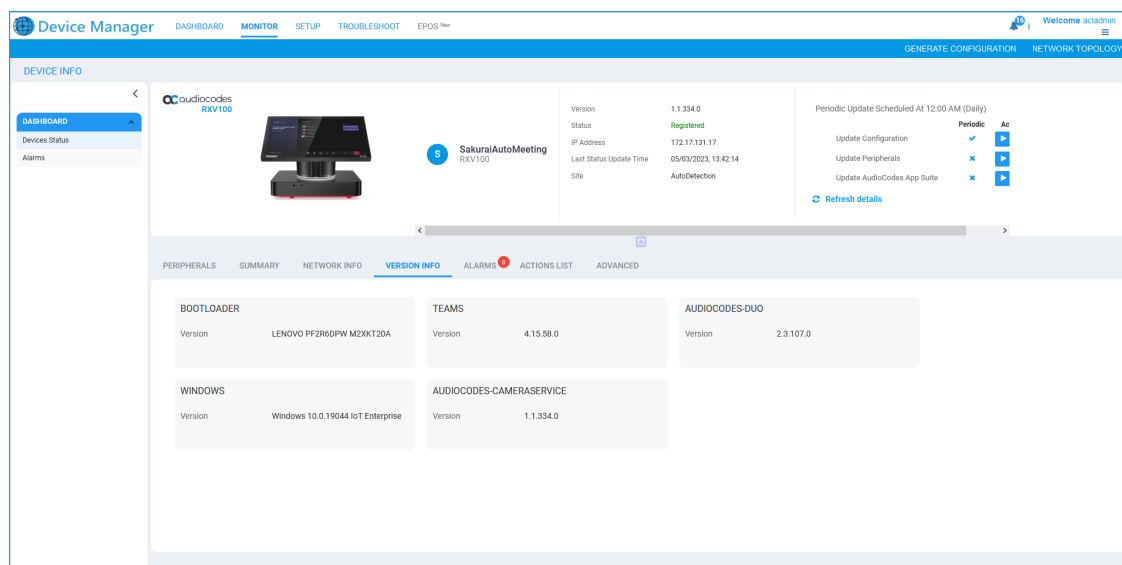 Device Manager DASHBOARD MONITOR SETUP TROUBLESHOOT EPOS New 16 Welcome acladmin
GENERATE CONFIGURATION NETWORK TOPOLOGY
DEVICE INFO
DASHBOARD
Devices Status
Alarms
audiocodes
RXV100
S
SakuraiAutoMeeting
RXV100
Version 1.1.334.0
Status Registered
IP Address 172.17.131.17
Last Status Update Time 05/03/2023, 13:42:14
Site AutoDetection
Periodic Update Scheduled At 12:00 AM (Daily)
Periodic Ac
Update Configuration
Update Peripherals
Update AudioCodes App Suite
Refresh details
PERIPHERALS SUMMARY NETWORK INFO VERSION INFO ALARMS 3 ACTIONS LIST ADVANCED
BOOTLOADER
Version LENOVO PF2R6DPW M2XKT20A
TEAMS
Version 4.15.58.0
AUDIOCODES-DUO
Version 2.3.107.0
WINDOWS
Version Windows 10.0.19044 IoT Enterprise
AUDIOCODES-CAMERASERVICE
Version 1.1.334.0